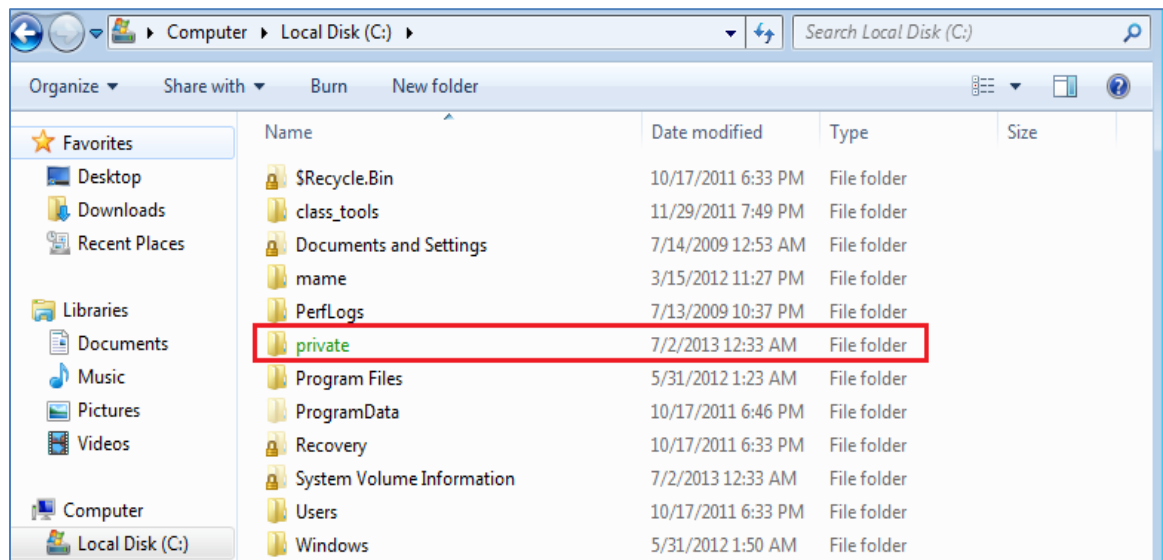 Computer Local Disk (C:) Search Local Disk (C:)
Organize Share with Burn New folder
Name Date modified Type Size
Favorites
Desktop
Downloads
Recent Places
Libraries
Documents
Music
Pictures
Videos
Computer
Local Disk (C:)
$Recycle.Bin 10/17/2011 6:33 PM File folder
class_tools 11/29/2011 7:49 PM File folder
Documents and Settings 7/14/2009 12:53 AM File folder
mame 3/15/2012 11:27 PM File folder
PerfLogs 7/13/2009 10:37 PM File folder
private 7/2/2013 12:33 AM File folder
Program Files 5/31/2012 1:23 AM File folder
ProgramData 10/17/2011 6:46 PM File folder
Recovery 10/17/2011 6:33 PM File folder
System Volume Information 7/2/2013 12:33 AM File folder
Users 10/17/2011 6:33 PM File folder
Windows 5/31/2012 1:50 AM File folder